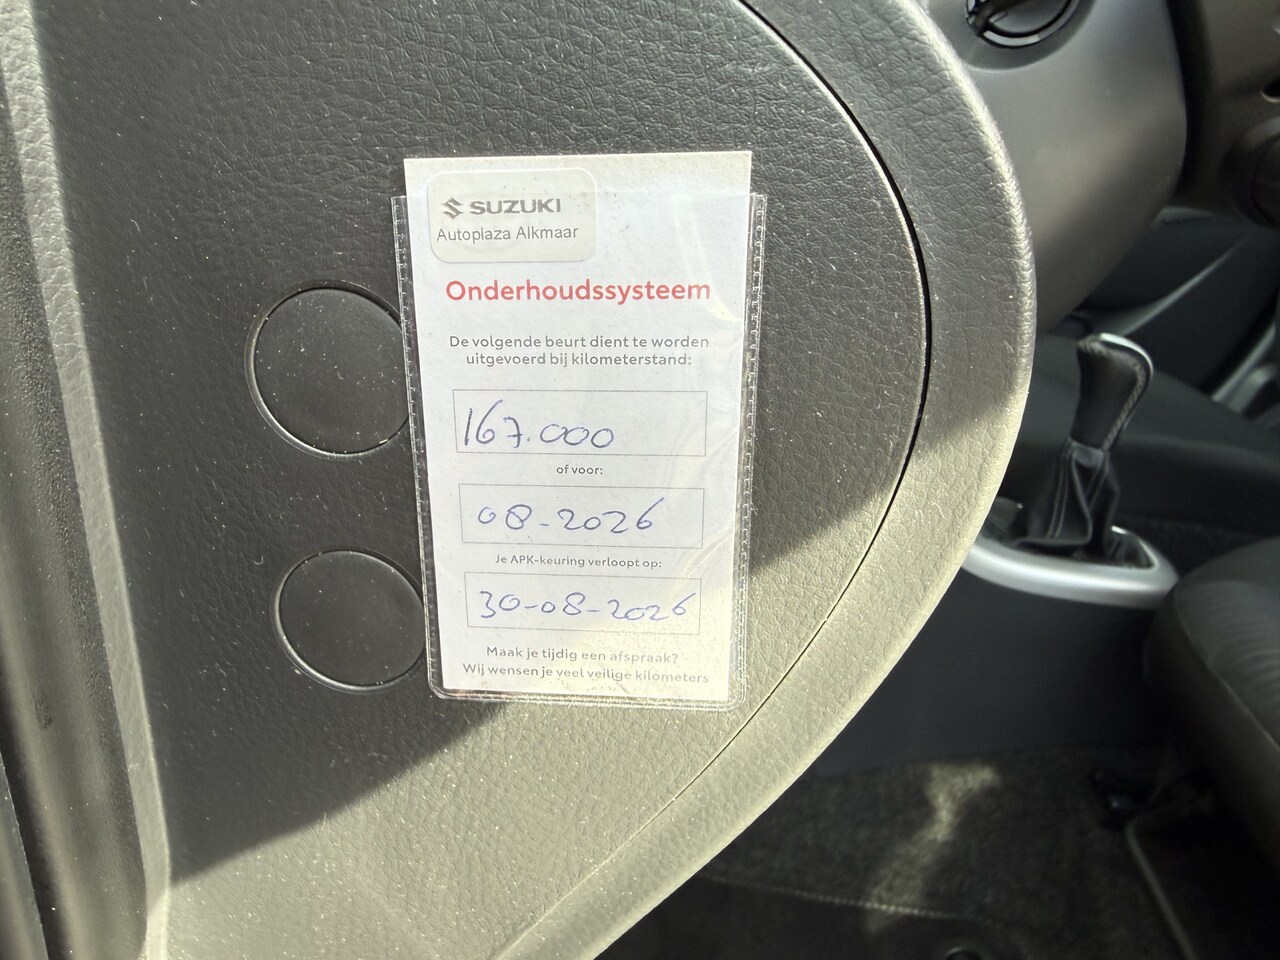 SUZUKI
Autoplaza Alkmaar
Onderhoudssysteem
De volgende beurt dient te worden
uitgevoerd bij kilometerstand:
167.000
of voor:
08-2026
Je APK-keuring verloopt op:
30-08-2026
Maak je tijdig een afspraak?
Wij wensen je veel veilige kilometers